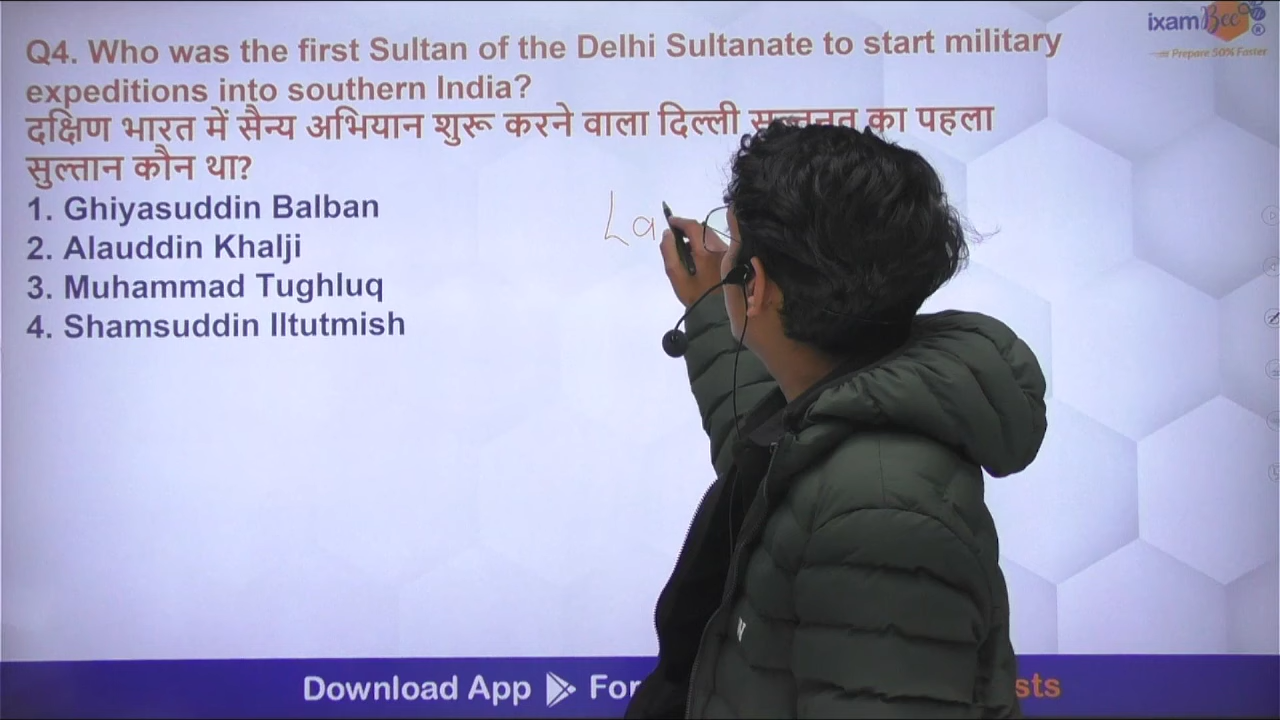 ixamBee
Prepare 50% Faster
Q4. Who was the first Sultan of the Delhi Sultanate to start military
expeditions into southern India?
दक्षिण भारत में सैन्य अभियान शुरू करने वाला दिल्ली का पहला
सुल्तान कौन था?
1. Ghiyasuddin Balban
2. Alauddin Khalji
3. Muhammad Tughluq
4. Shamsuddin Iltutmish
La
Download App For sts